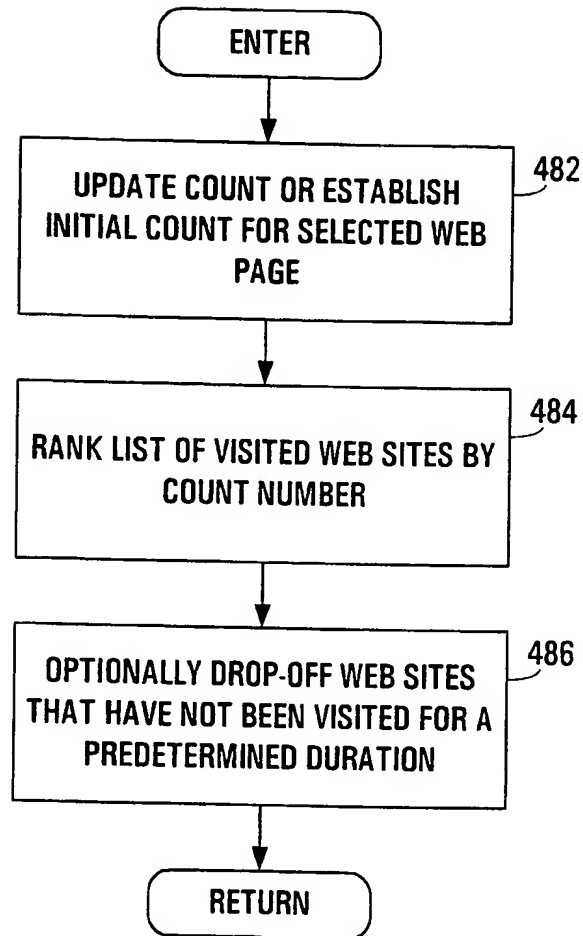 ENTER
UPDATE COUNT OR ESTABLISH
INITIAL COUNT FOR SELECTED WEB
PAGE
482
RANK LIST OF VISITED WEB SITES BY
COUNT NUMBER
484
OPTIONALLY DROP-OFF WEB SITES
THAT HAVE NOT BEEN VISITED FOR A
PREDETERMINED DURATION
486
RETURN